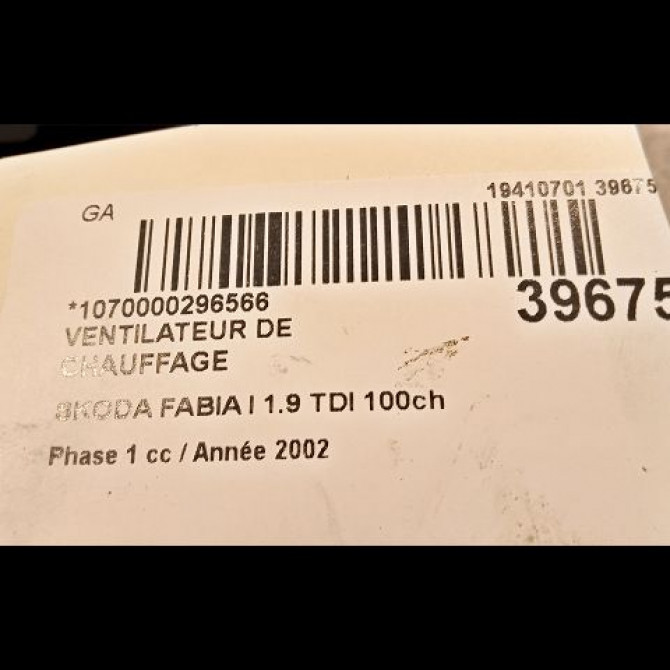 GA
19410701 39675
*1070000296566
39675
VENTILATEUR DE
CHAUFFAGE
SKODA FABIA I 1.9 TDI 100ch
Phase 1 cc / Année 2002